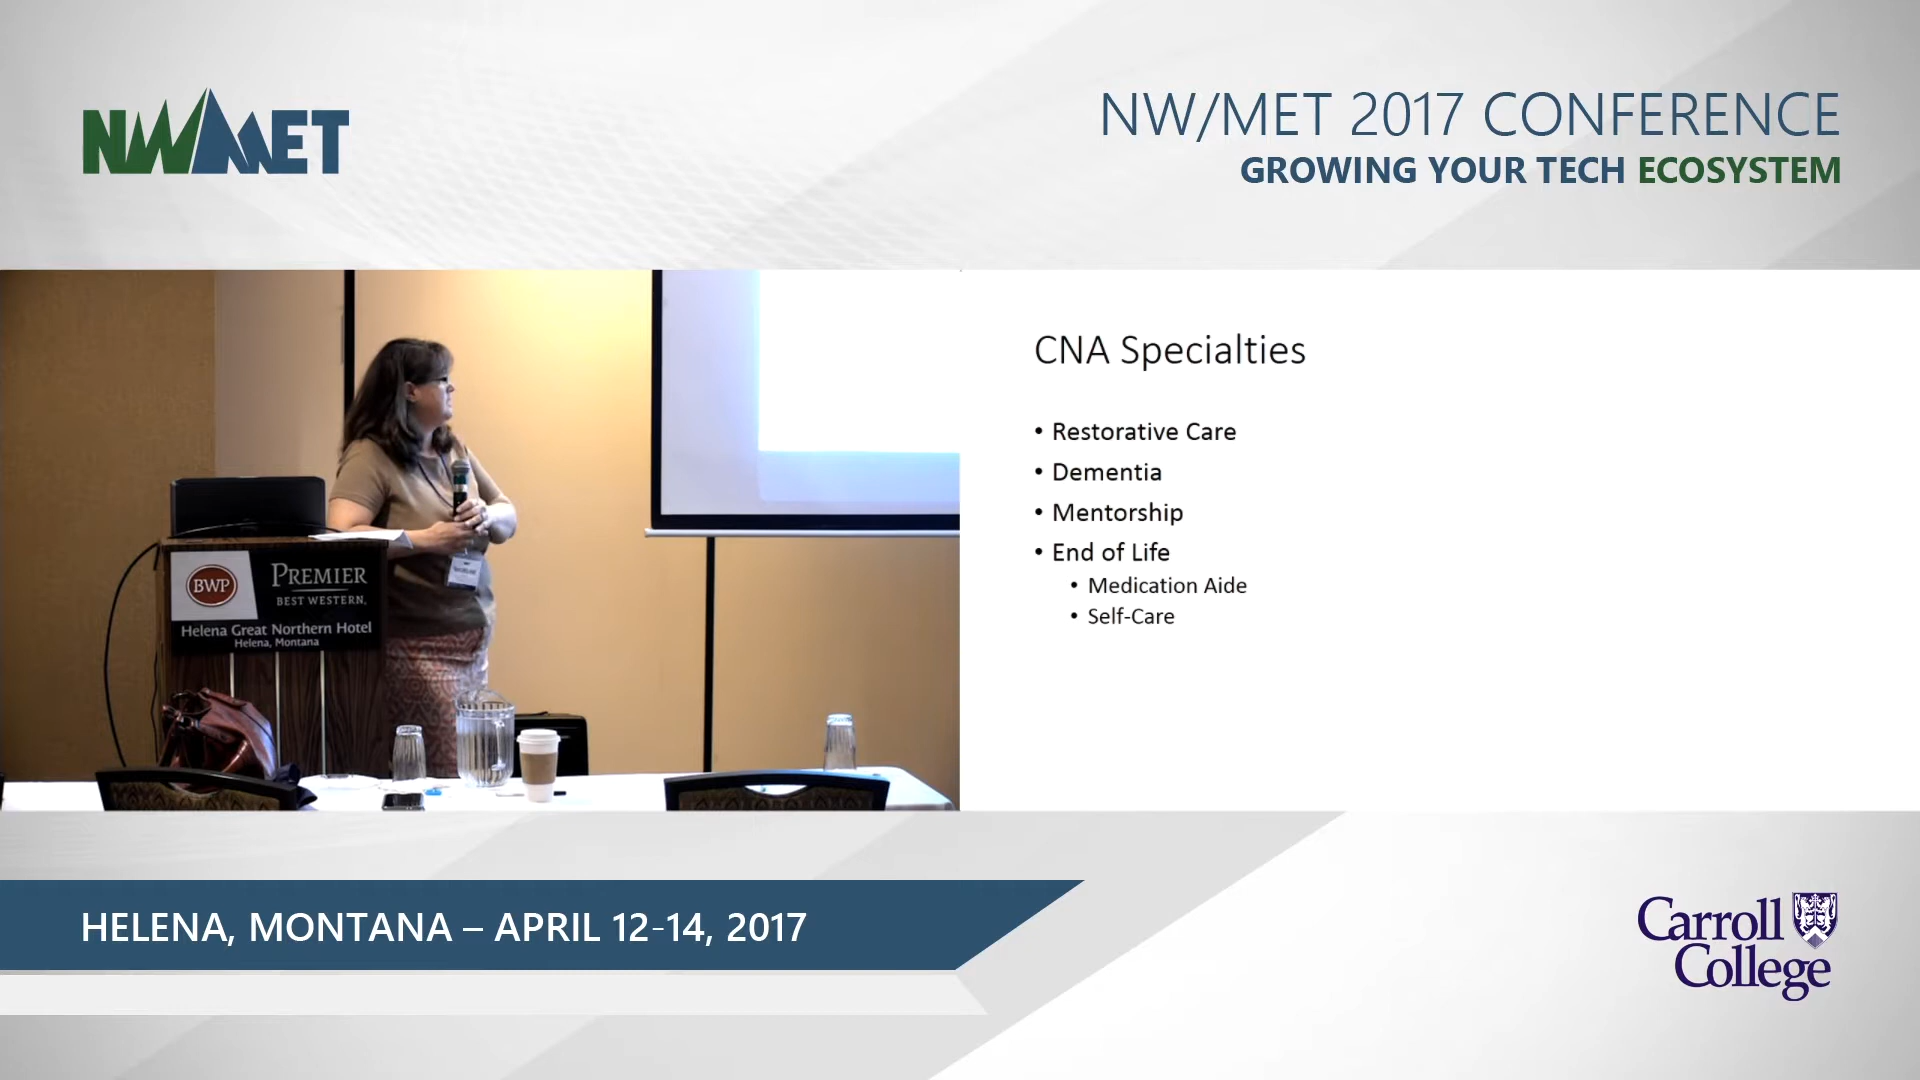 NWMET
NW/MET 2017 CONFERENCE
GROWING YOUR TECH ECOSYSTEM
BWP
PREMIER
BEST WESTERN.
Helena Great Northern Hotel
Helena, Montana
CNA Specialties
• Restorative Care
• Dementia
• Mentorship
• End of Life
• Medication Aide
• Self-Care
HELENA, MONTANA – APRIL 12-14, 2017
Carroll
College